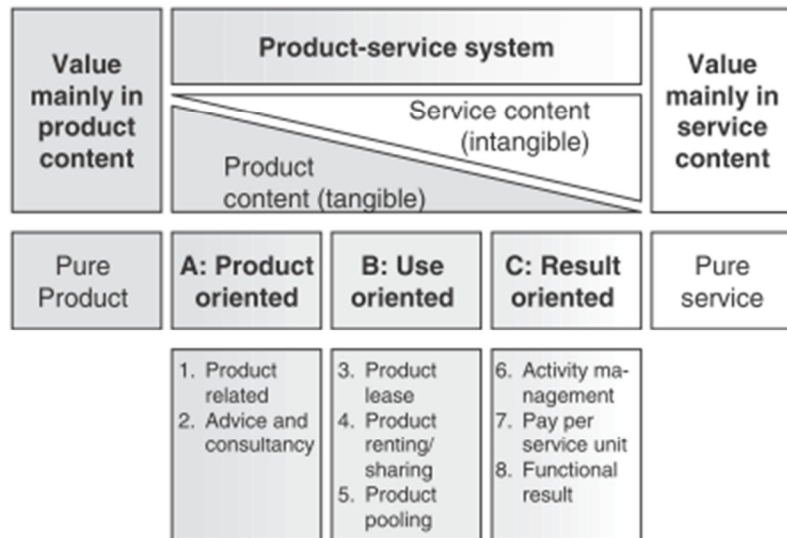 Value
mainly in
product
content
Product-service system
Service content
(intangible)
Product
content (tangible)
Value
mainly in
service
content
Pure
Product
A: Product
oriented
B: Use
oriented
C: Result
oriented
Pure
service
1. Product
related
2. Advice and
consultancy
3. Product
lease
4. Product
renting/
sharing
5. Product
pooling
6. Activity ma-
nagement
7. Pay per
service unit
8. Functional
result